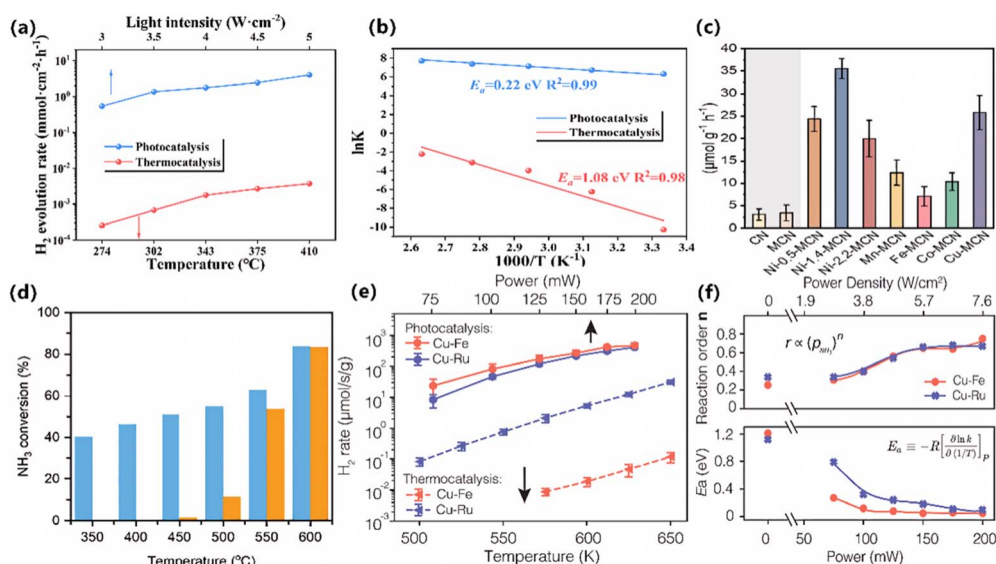 (a)
Light intensity (W·cm⁻²)
3 3.5 4 4.5 5
H₂ evolution rate (mmol·cm⁻²·h⁻¹)
10¹
10⁰
10⁻¹
10⁻²
10⁻³
10⁻⁴
Photocatalysis
Thermocatalysis
274 302 343 375 410
Temperature (°C)
(b)
lnK
8
6
4
2
0
-2
-4
-6
-8
-10
Eₐ=0.22 eV R²=0.99
Photocatalysis
Thermocatalysis
Eₐ=1.08 eV R²=0.98
2.6 2.7 2.8 2.9 3.0 3.1 3.2 3.3 3.4
1000/T (K⁻¹)
(c)
(μmol g⁻¹ h⁻¹)
40
35
30
25
20
15
10
5
0
CN MCN Ni-0.5-MCN Ni-1.4-MCN Ni-2.2-MCN Mn-MCN Fe-MCN Co-MCN Cu-MCN
(d)
NH₃ conversion (%)
100
80
60
40
20
0
350 400 450 500 550 600
Temperature (°C)
(e)
Power (mW)
75 100 125 150 175 200
H₂ rate (μmol/s/g)
10³
10²
10¹
10⁰
10⁻¹
10⁻²
10⁻³
Photocatalysis:
Cu-Fe
Cu-Ru
Thermocatalysis:
Cu-Fe
Cu-Ru
500 550 600 650
Temperature (K)
(f)
Power Density (W/cm²)
0 1.9 3.8 5.7 7.6
Reaction order n
1.2
0.8
0.4
0.0
r ∝ (p_NH₃)ⁿ
Cu-Fe
Cu-Ru
Ea (eV)
1.2
0.6
0.0
Eₐ ≡ −R[∂ ln k / ∂ (1/T)]_P
Cu-Fe
Cu-Ru
0 50 100 150 200
Power (mW)